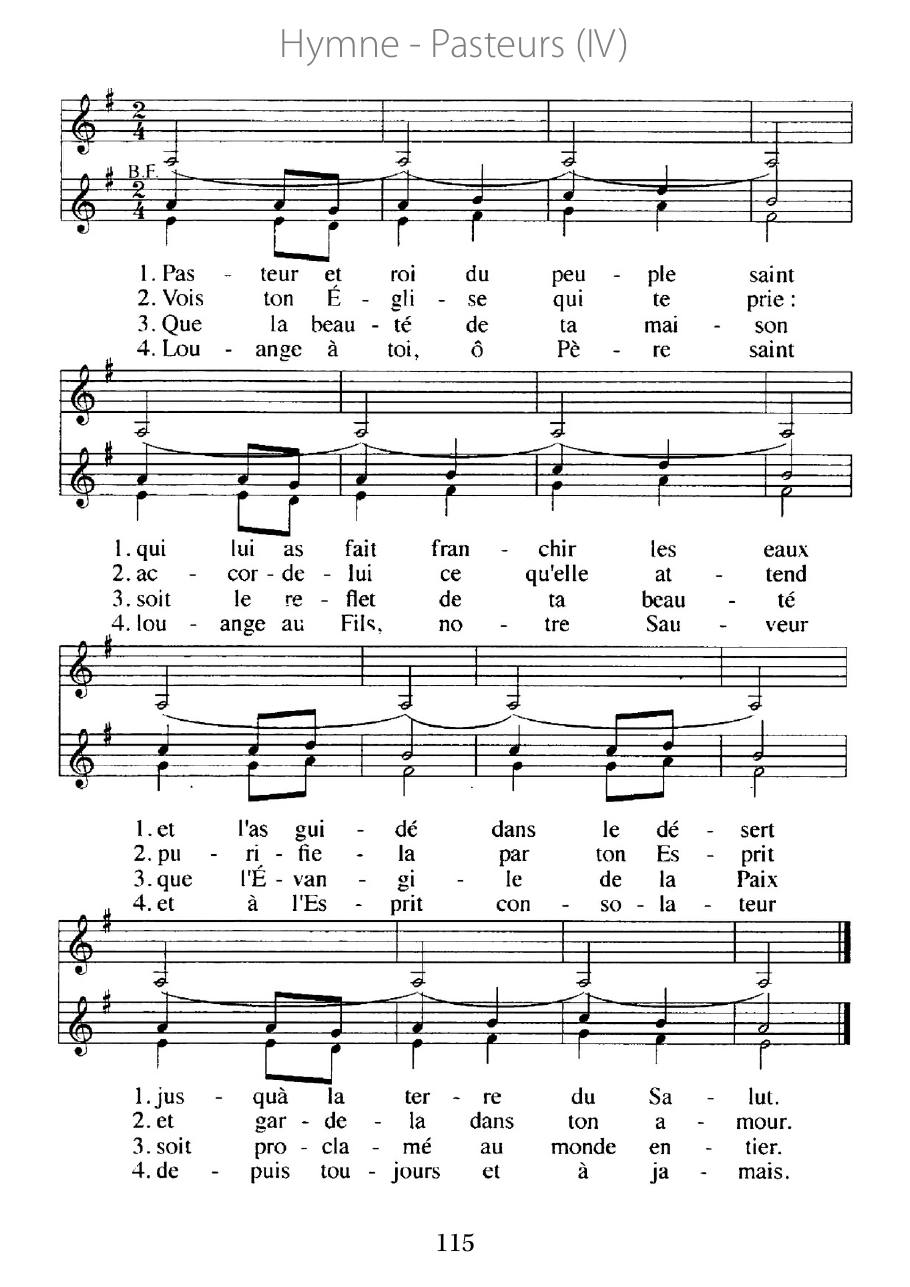 Hymne - Pasteurs (IV)
2
4
B.F.
2
4
1. Pas - teur et roi du peu - ple saint
2. Vois ton É - gli - se qui te prie :
3. Que la beau - té de ta mai - son
4. Lou - ange à toi, ô Pè - re saint
1. qui lui as fait fran - chir les eaux
2. ac - cor - de - lui ce qu'elle at - tend
3. soit le re - flet de ta beau - té
4. lou - ange au Fils, no - tre Sau - veur
1. et l'as gui - dé dans le dé - sert
2. pu - ri - fie - la par ton Es - prit
3. que l'É - van - gi - le de la Paix
4. et à l'Es - prit con - so - la - teur
1. jus - quà la ter - re du Sa - lut.
2. et gar - de - la dans ton a - mour.
3. soit pro - cla - mé au monde en - tier.
4. de - puis tou - jours et à ja - mais.
115